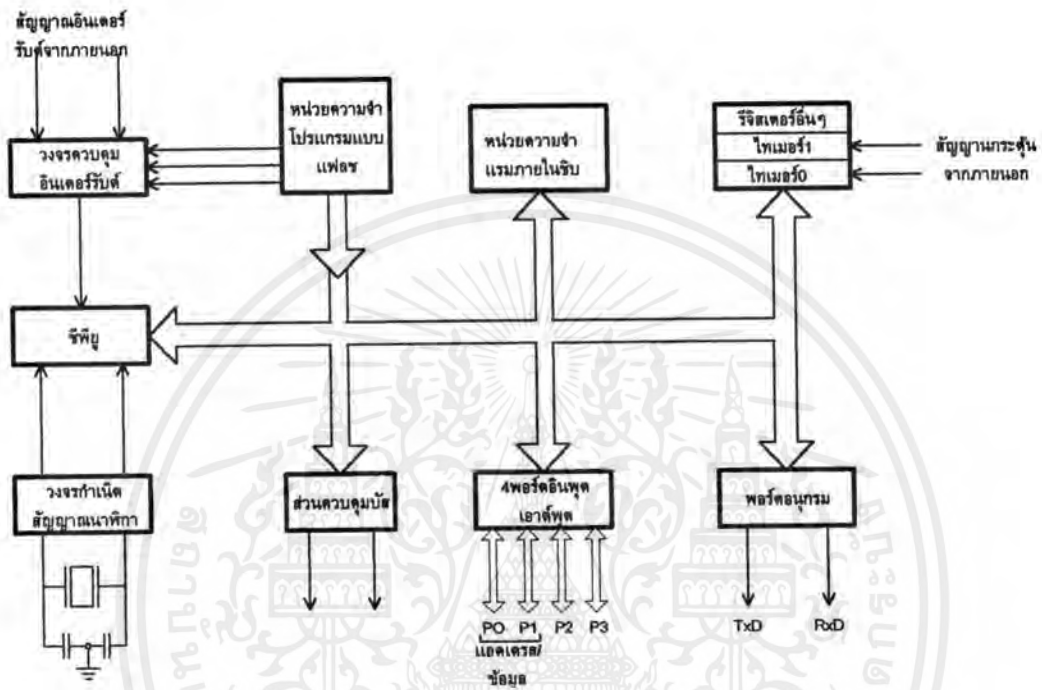 สัญญาณอินเตอร์
รับต์จากภายนอก
หน่วยความจำ
โปรแกรมแบบ
แฟลช
หน่วยความจำ
แรมภายในชิบ
รีจิสเตอร์อื่นๆ
ไทเมอร์1
ไทเมอร์0
สัญญานกระตุ้น
จากภายนอก
วงจรควบคุม
อินเตอร์รับต์
ซีพียู
วงจรกำเนิด
สัญญาณนาฬิกา
ส่วนควบคุมบัส
4พอร์ตอินพุต
เอาต์พุต
พอร์ตอนุกรม
P0 P1 P2 P3
แอดเดรส/
ข้อมูล
TxD RxD